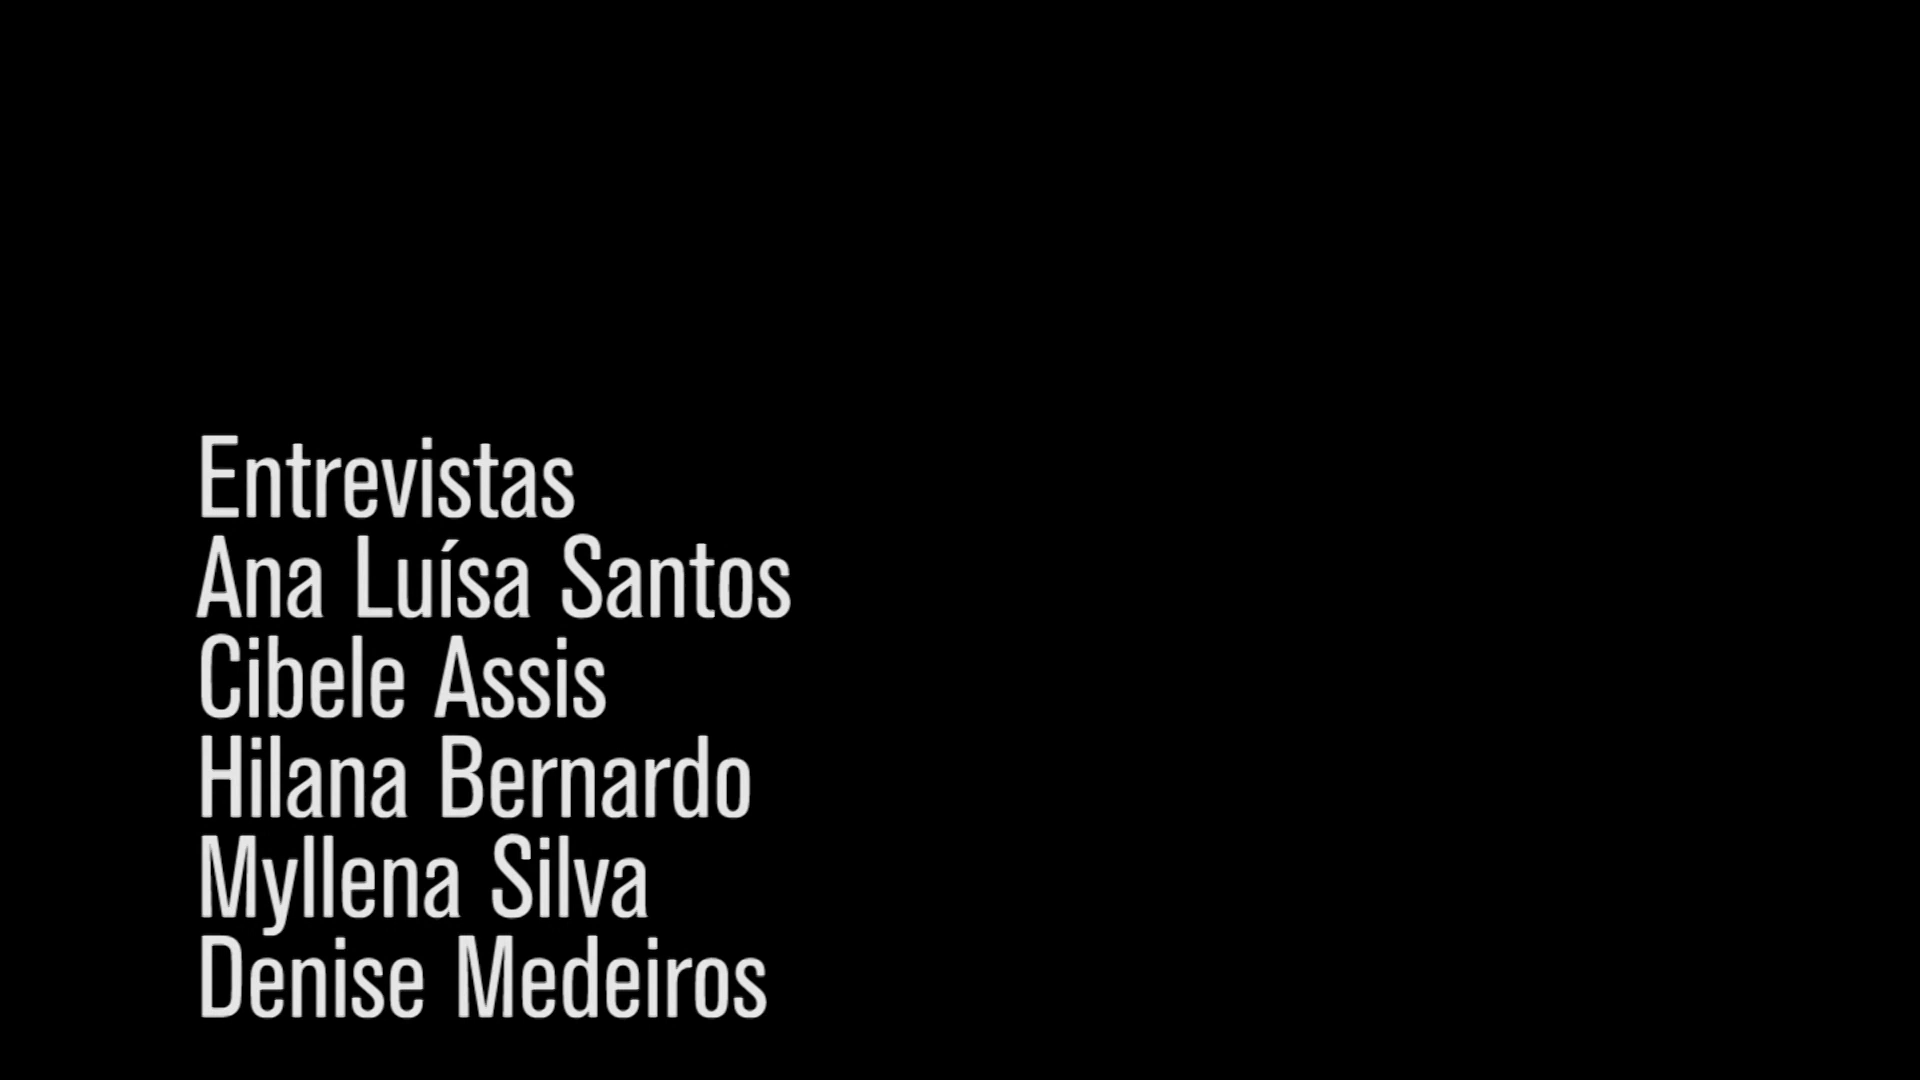 Entrevistas
Ana Luísa Santos
Cibele Assis
Hilana Bernardo
Myllena Silva
Denise Medeiros